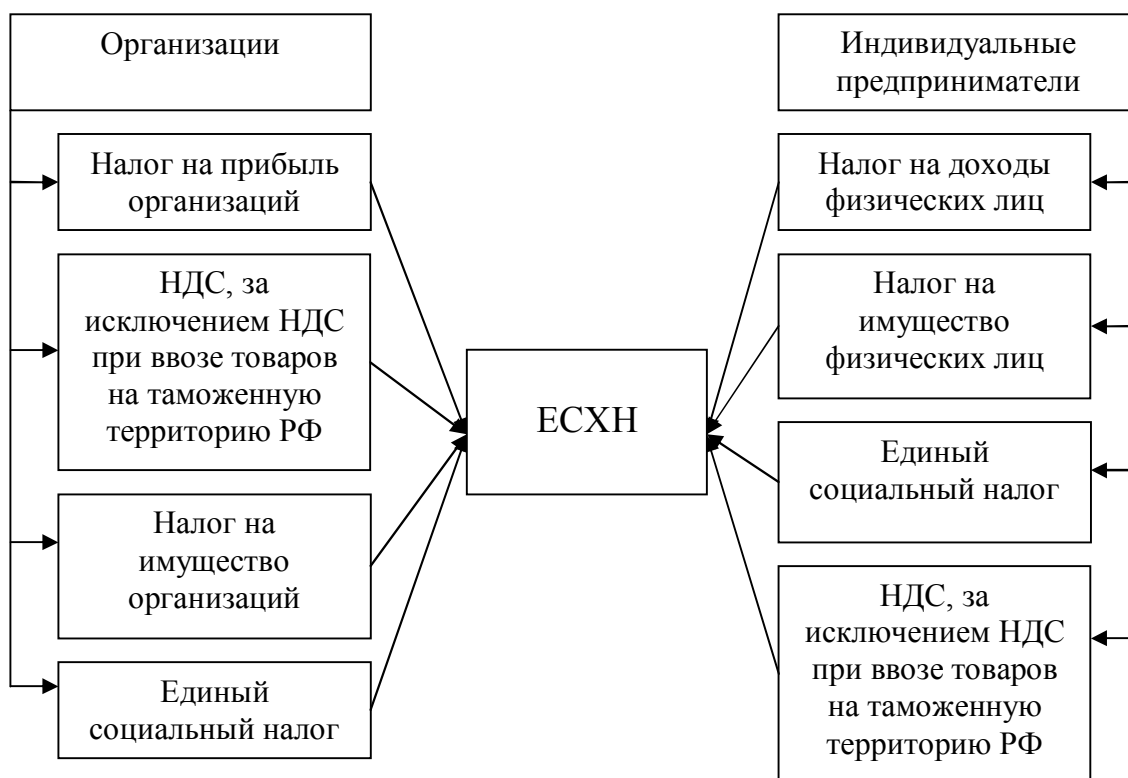 Организации
Налог на прибыль
организаций
НДС, за
исключением НДС
при ввозе товаров
на таможенную
территорию РФ
Налог на
имущество
организаций
Единый
социальный налог
ЕСХН
Индивидуальные
предприниматели
Налог на доходы
физических лиц
Налог на
имущество
физических лиц
Единый
социальный налог
НДС, за
исключением НДС
при ввозе товаров
на таможенную
территорию РФ